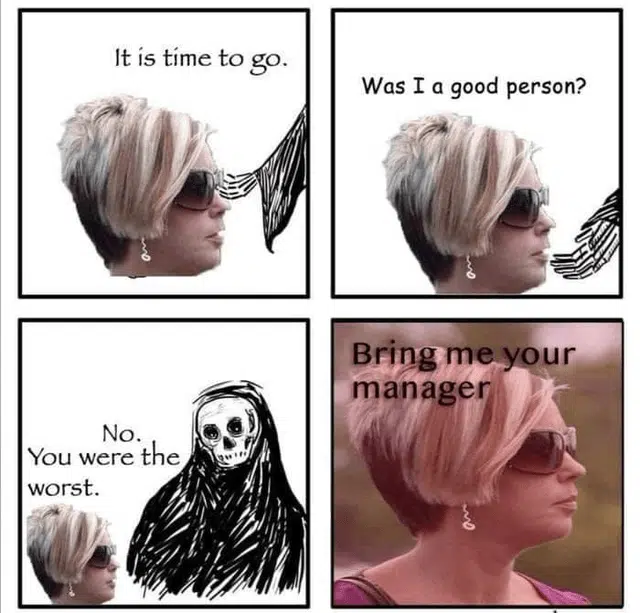 It is time to go.
Was I a good person?
No.
You were the
worst.
Bring me your
manager